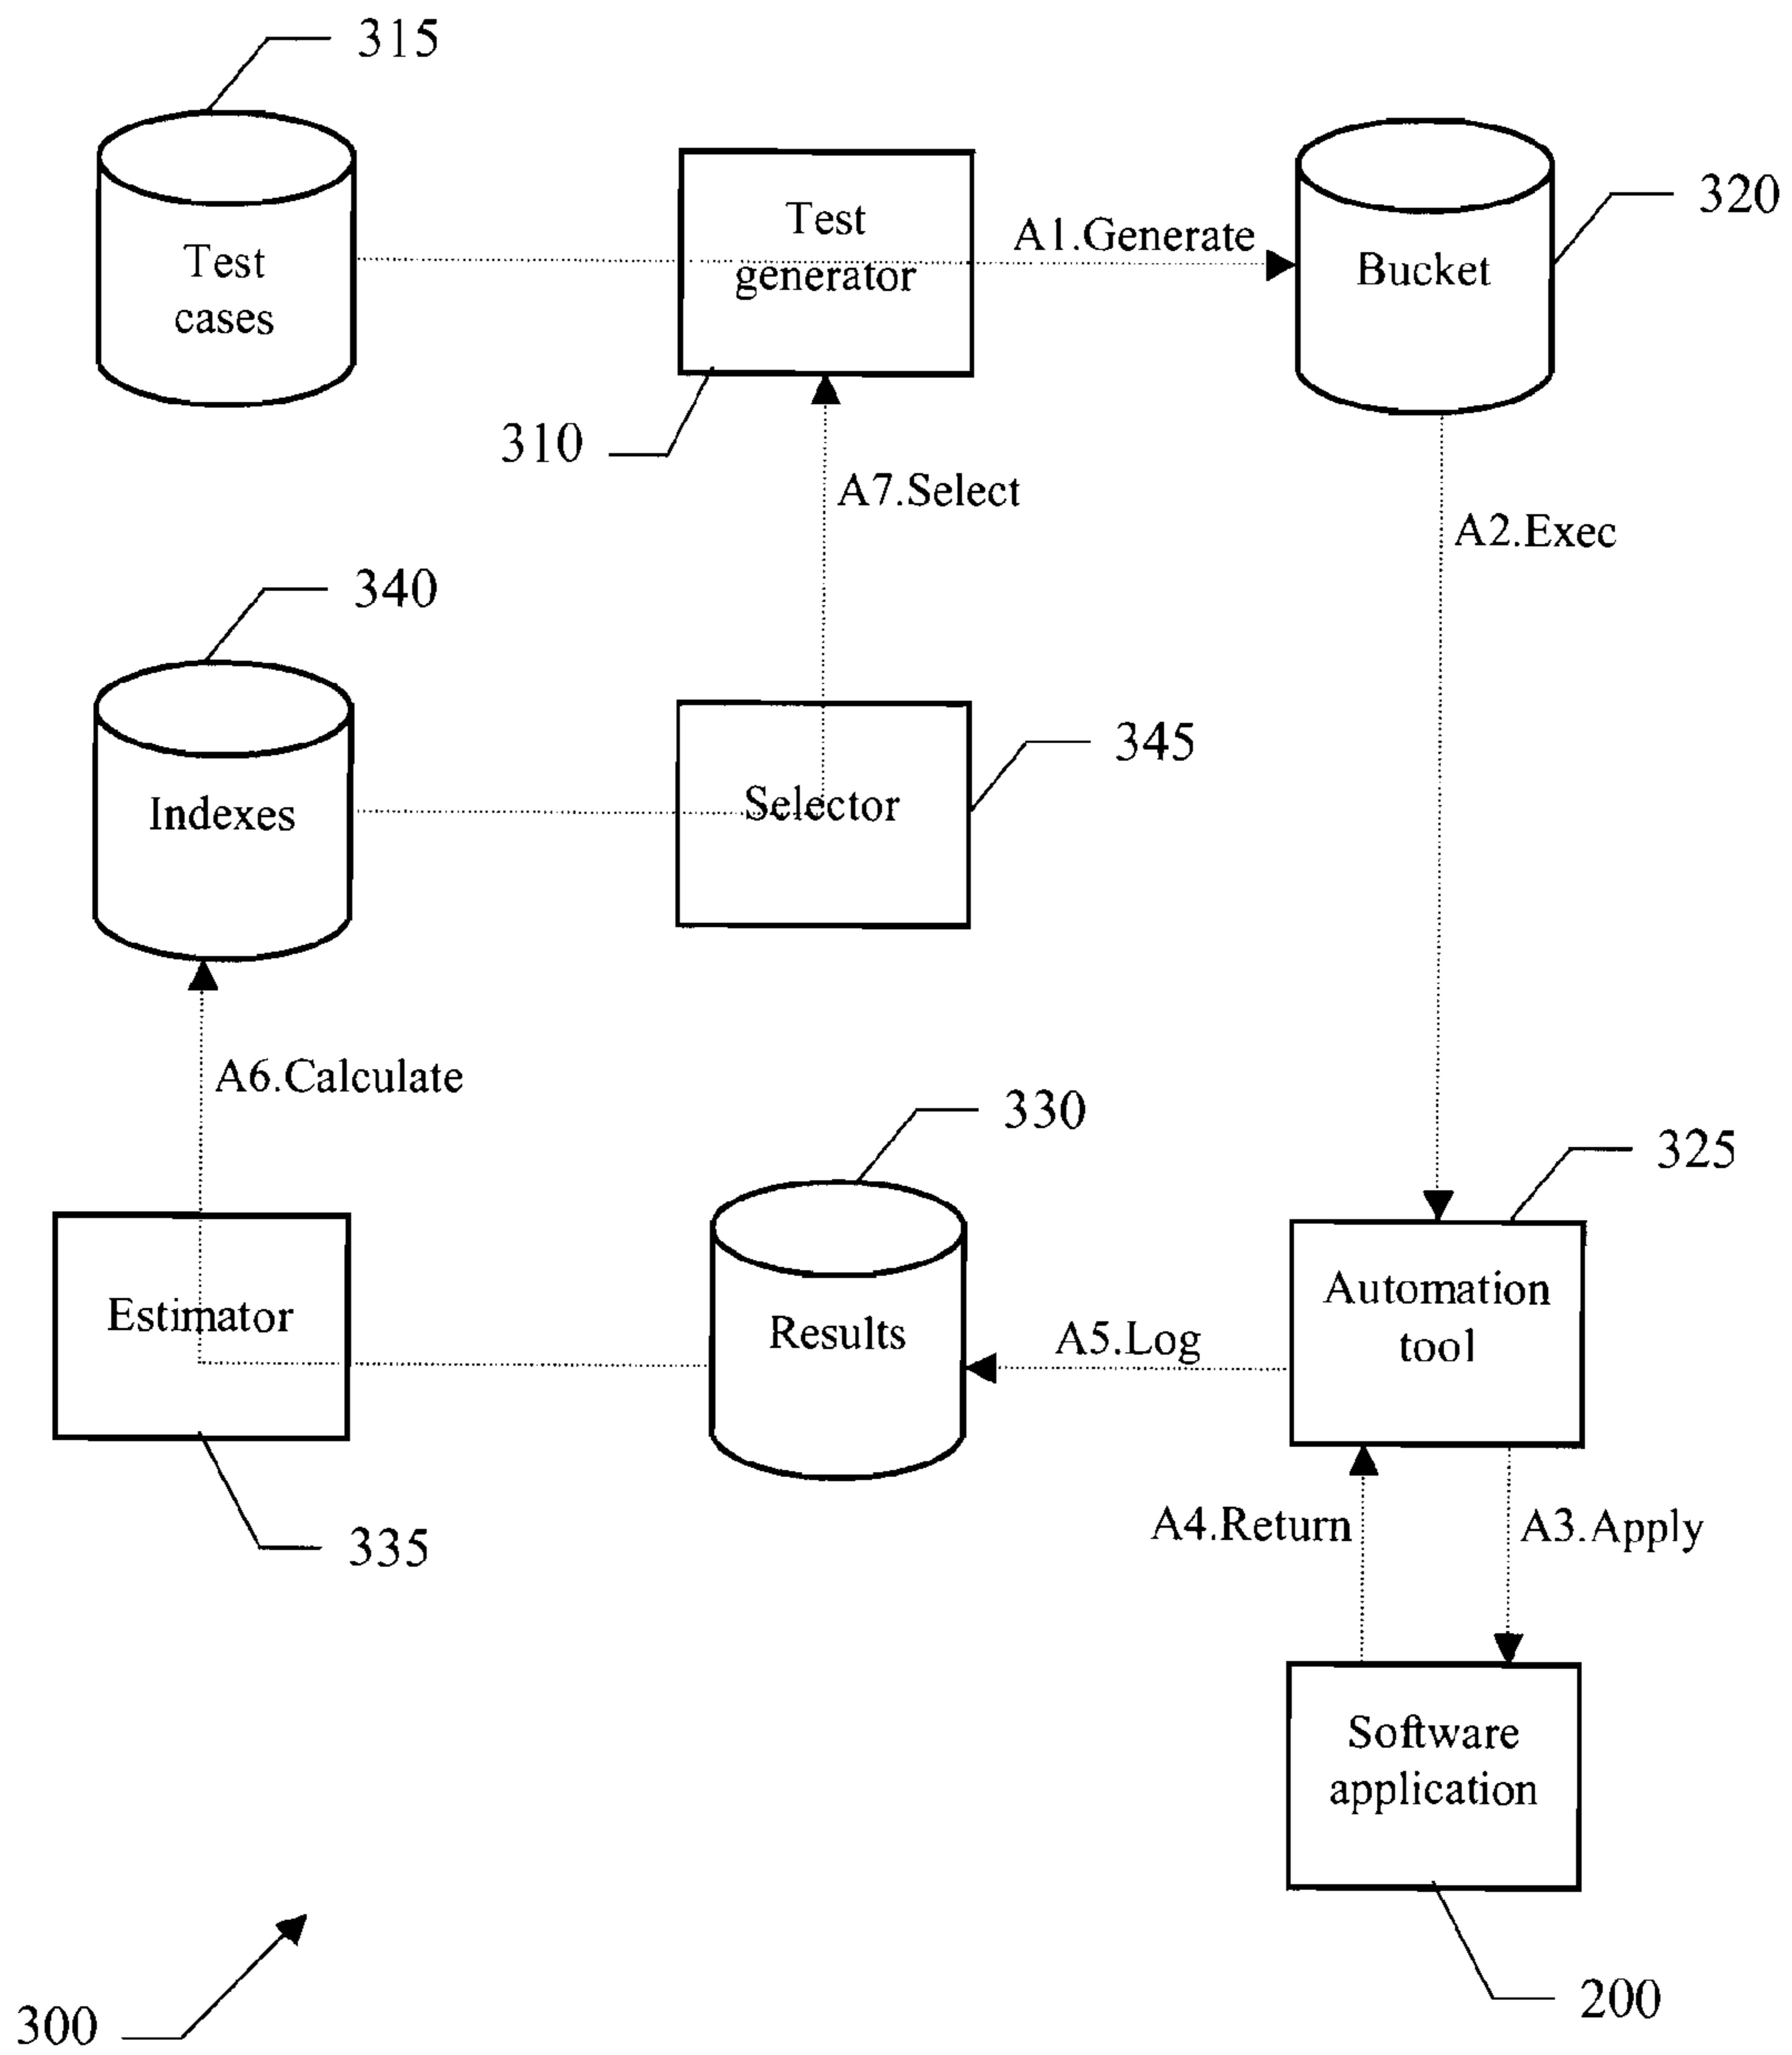 315
320
Test
cases
Test
generator
A1.Generate
Bucket
310
A7.Select
A2.Exec
340
345
Indexes
Selector
A6.Calculate
330
325
Estimator
Results
A5.Log
Automation
tool
335
A4.Return
A3.Apply
Software
application
300
200